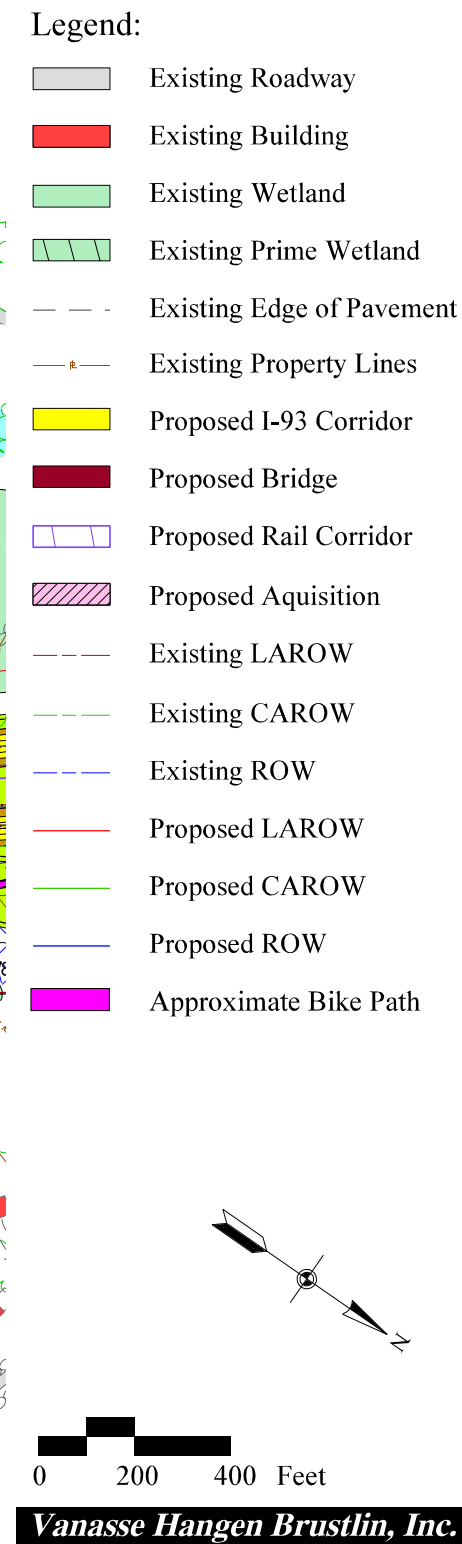 Legend:
Existing Roadway
Existing Building
Existing Wetland
Existing Prime Wetland
Existing Edge of Pavement
Existing Property Lines
Proposed I-93 Corridor
Proposed Bridge
Proposed Rail Corridor
Proposed Aquisition
Existing LAROW
Existing CAROW
Existing ROW
Proposed LAROW
Proposed CAROW
Proposed ROW
Approximate Bike Path
N
0 200 400 Feet
Vanasse Hangen Brustlin, Inc.